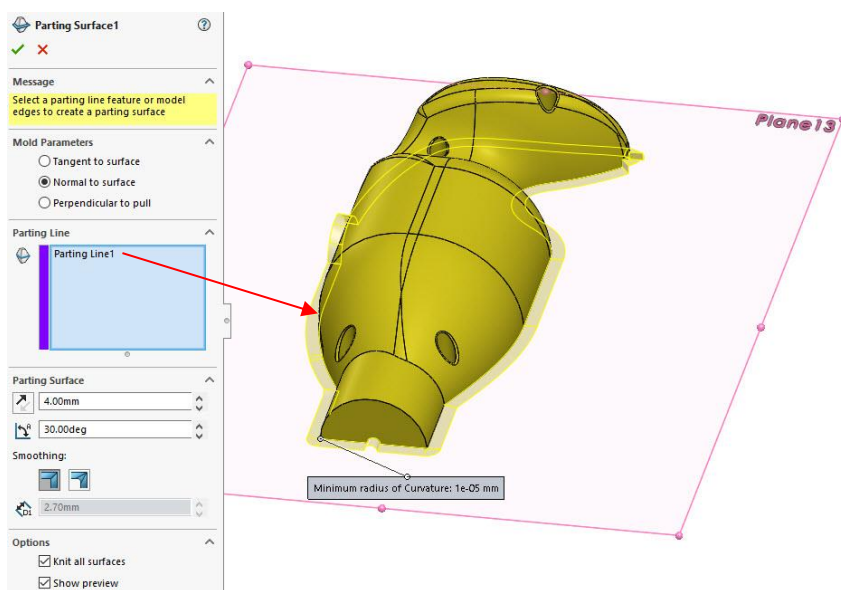 Parting Surface1
Message
Select a parting line feature or model
edges to create a parting surface
Mold Parameters
Tangent to surface
Normal to surface
Perpendicular to pull
Parting Line
Parting Line1
Parting Surface
4.00mm
30.00deg
Smoothing:
2.70mm
Options
Knit all surfaces
Show preview
Plane13
Minimum radius of Curvature: 1e-05 mm